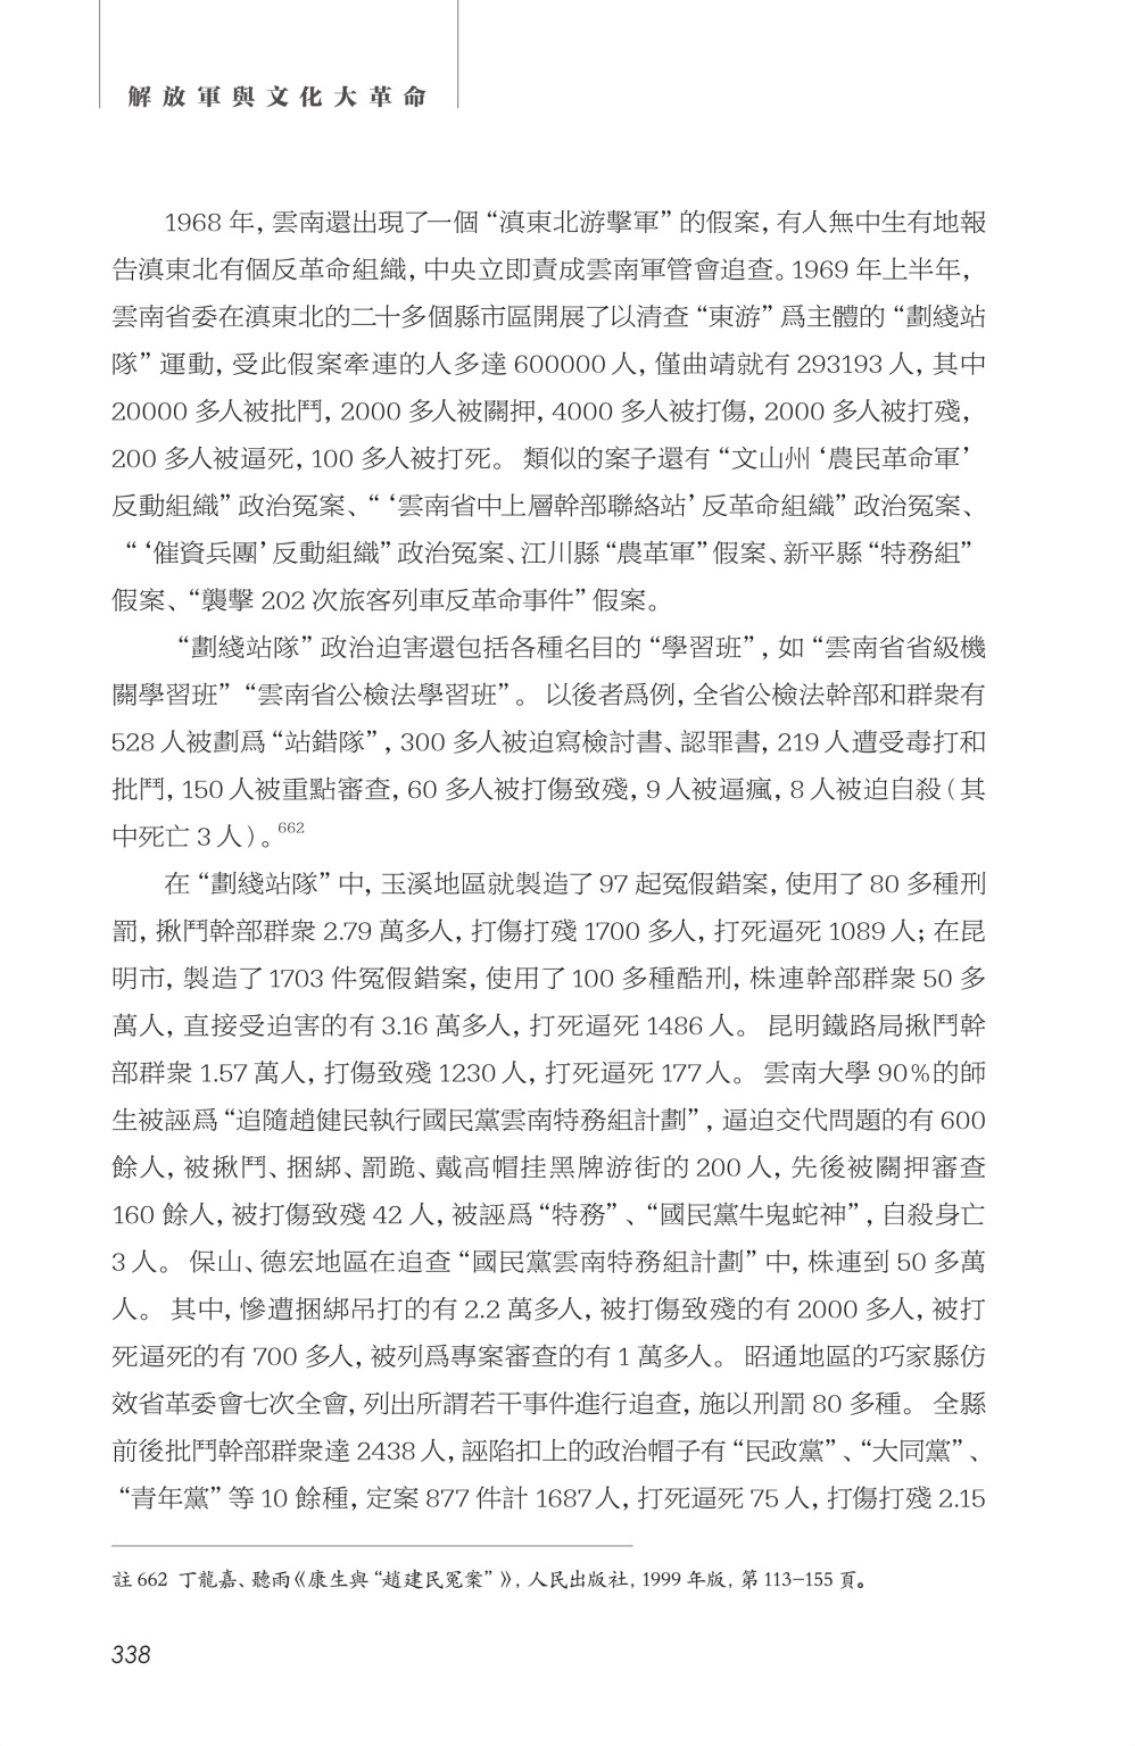 解放軍與文化大革命
1968 年, 雲南還出現了一個 “滇東北游擊軍” 的假案, 有人無中生有地報
告滇東北有個反革命組織, 中央立即責成雲南軍管會追查。1969 年上半年,
雲南省委在滇東北的二十多個縣市區開展了以清查 “東游” 爲主體的 “劃綫站
隊” 運動, 受此假案牽連的人多達 600000 人, 僅曲靖就有 293193 人, 其中
20000 多人被批鬥, 2000 多人被關押, 4000 多人被打傷, 2000 多人被打殘,
200 多人被逼死, 100 多人被打死。 類似的案子還有 “文山州 ‘農民革命軍’
反動組織” 政治冤案、“ ‘雲南省中上層幹部聯絡站’ 反革命組織” 政治冤案、
“ ‘催資兵團’ 反動組織” 政治冤案、江川縣 “農革軍” 假案、新平縣 “特務組”
假案、“襲擊 202 次旅客列車反革命事件” 假案。
“劃綫站隊” 政治迫害還包括各種名目的 “學習班” , 如 “雲南省省級機
關學習班” “雲南省公檢法學習班” 。 以後者爲例, 全省公檢法幹部和群衆有
528 人被劃爲 “站錯隊” , 300 多人被迫寫檢討書、認罪書, 219 人遭受毒打和
批鬥, 150 人被重點審查, 60 多人被打傷致殘, 9 人被逼瘋, 8 人被迫自殺 ( 其
中死亡 3 人 ) 。662
在 “劃綫站隊” 中, 玉溪地區就製造了 97 起冤假錯案, 使用了 80 多種刑
罰, 揪鬥幹部群衆 2.79 萬多人, 打傷打殘 1700 多人, 打死逼死 1089 人; 在昆
明市, 製造了 1703 件冤假錯案, 使用了 100 多種酷刑, 株連幹部群衆 50 多
萬人, 直接受迫害的有 3.16 萬多人, 打死逼死 1486 人。 昆明鐵路局揪鬥幹
部群衆 1.57 萬人, 打傷致殘 1230 人, 打死逼死 177 人。 雲南大學 90%的師
生被誣爲 “追隨趙健民執行國民黨雲南特務組計劃” , 逼迫交代問題的有 600
餘人, 被揪鬥、捆綁、罰跪、戴高帽挂黑牌游街的 200 人, 先後被關押審查
160 餘人, 被打傷致殘 42 人, 被誣爲 “特務” 、“國民黨牛鬼蛇神” , 自殺身亡
3 人。 保山、德宏地區在追查 “國民黨雲南特務組計劃” 中, 株連到 50 多萬
人。 其中, 慘遭捆綁吊打的有 2.2 萬多人, 被打傷致殘的有 2000 多人, 被打
死逼死的有 700 多人, 被列爲專案審查的有 1 萬多人。 昭通地區的巧家縣仿
效省革委會七次全會, 列出所謂若干事件進行追查, 施以刑罰 80 多種。 全縣
前後批鬥幹部群衆達 2438 人, 誣陷扣上的政治帽子有 “民政黨” 、“大同黨” 、
“青年黨” 等 10 餘種, 定案 877 件計 1687 人, 打死逼死 75 人, 打傷打殘 2.15
註 662 丁龍嘉、聽雨《康生與 “趙建民冤案” 》, 人民出版社, 1999 年版, 第 113–155 頁。
338